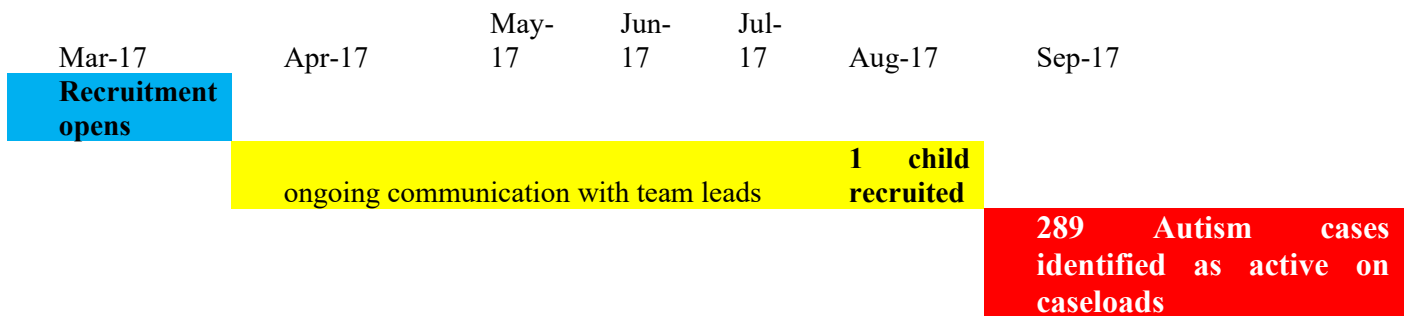 May- Jun- Jul-
Mar-17 Apr-17 17 17 17 Aug-17 Sep-17
Recruitment
opens
1 child
ongoing communication with team leads recruited
289 Autism cases
identified as active on
caseloads